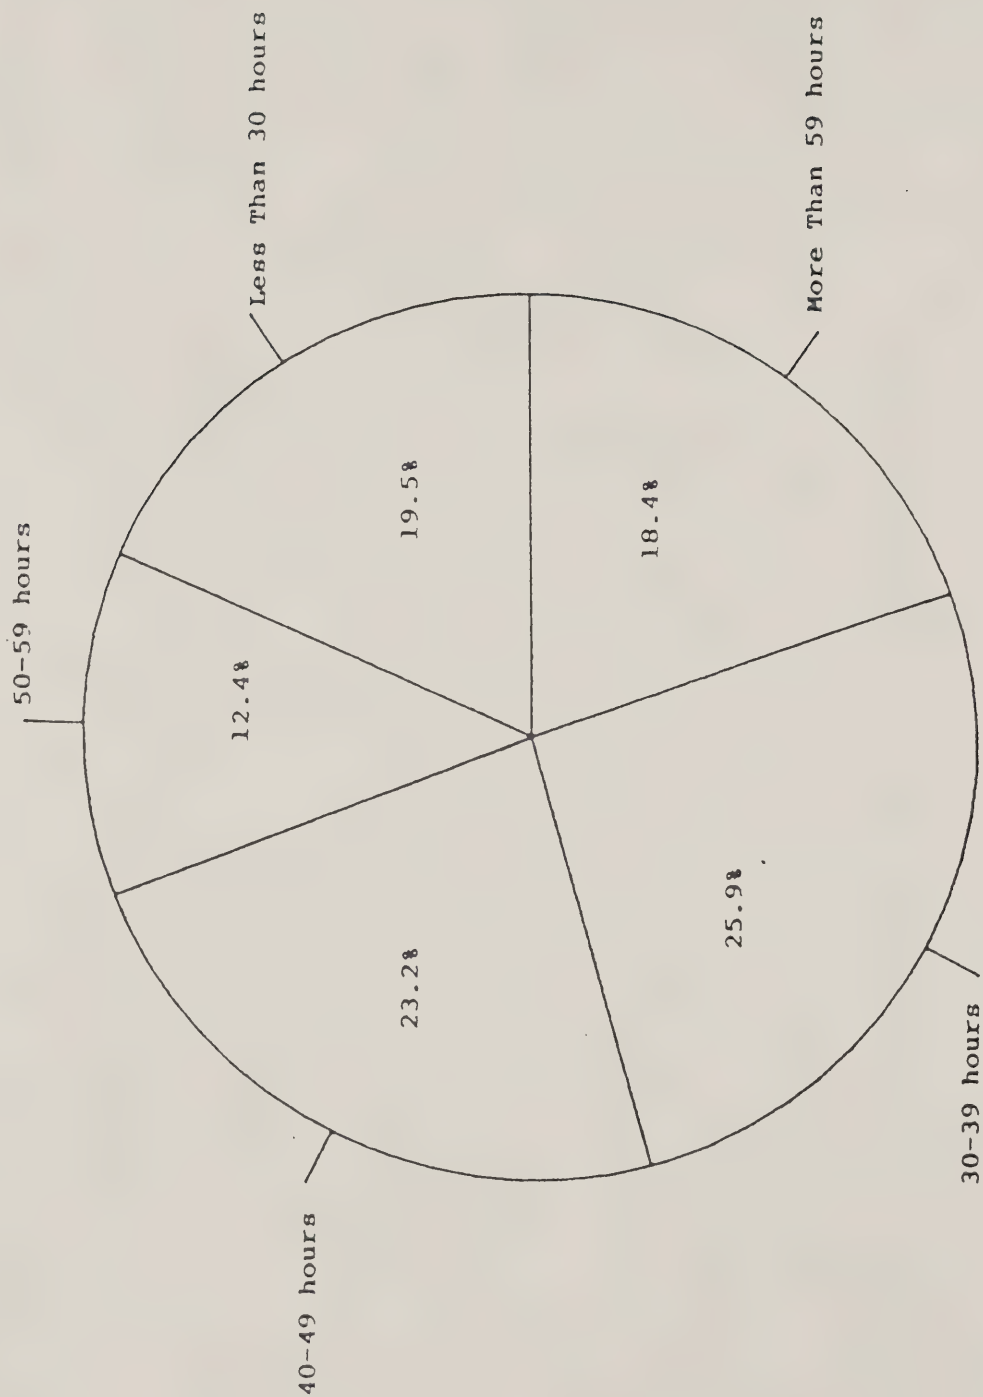 50-59 hours
12.4%
Less Than 30 hours
19.5%
40-49 hours
23.2%
18.4%
25.9%
More Than 59 hours
30-39 hours